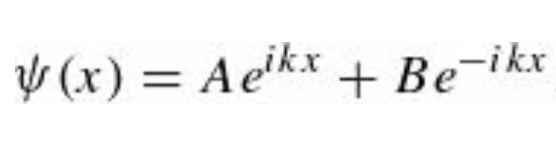 ψ(x) = Ae^{ikx} + Be^{−ikx}